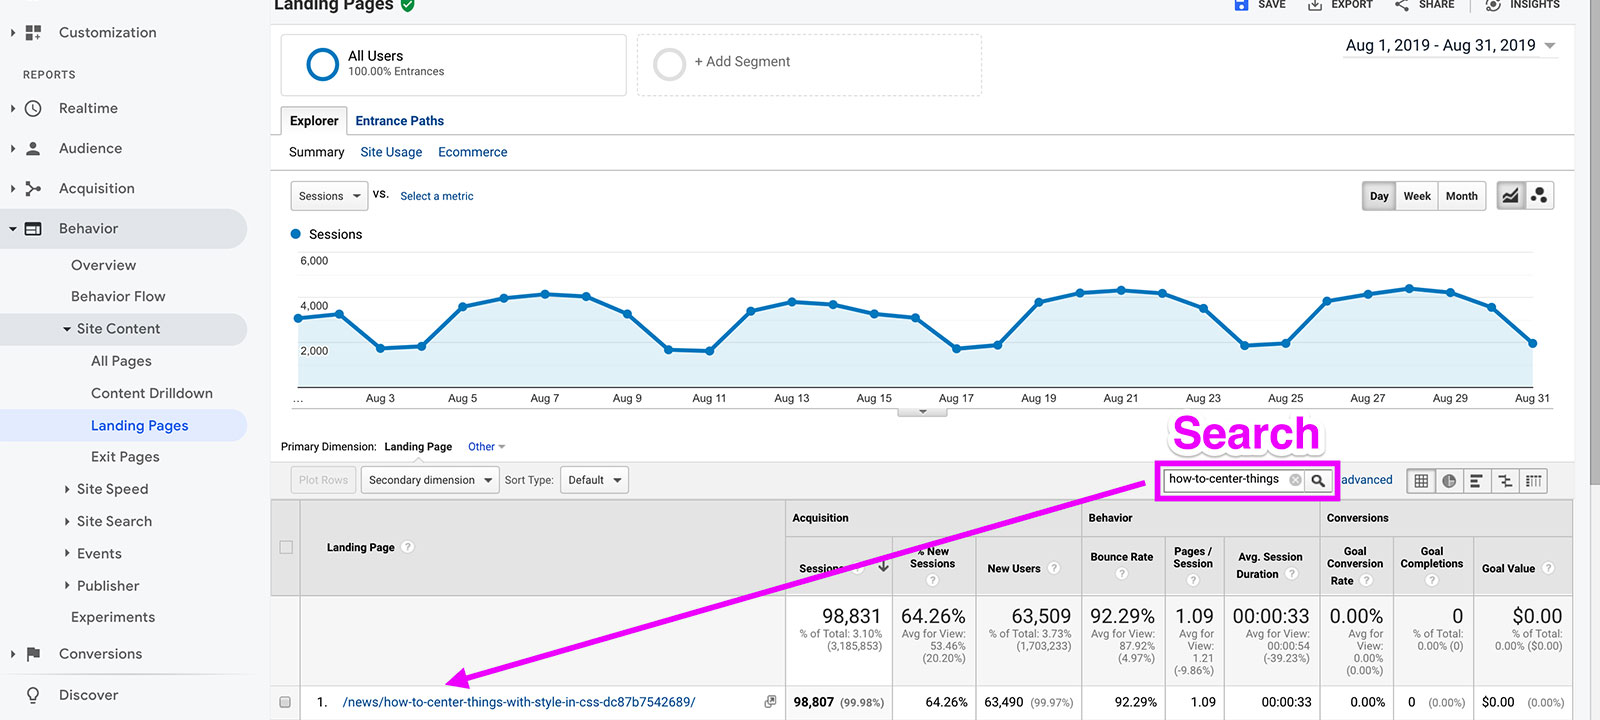 Landing Pages
SAVE
EXPORT
SHARE
INSIGHTS
Customization
REPORTS
Realtime
Audience
Acquisition
Behavior
Overview
Behavior Flow
Site Content
All Pages
Content Drilldown
Landing Pages
Exit Pages
Site Speed
Site Search
Events
Publisher
Experiments
Conversions
Discover
All Users
100.00% Entrances
+ Add Segment
Aug 1, 2019 - Aug 31, 2019
Explorer
Entrance Paths
Summary
Site Usage
Ecommerce
Sessions
VS.
Select a metric
Day
Week
Month
Sessions
6,000
4,000
2,000
...
Aug 3
Aug 5
Aug 7
Aug 9
Aug 11
Aug 13
Aug 15
Aug 17
Aug 19
Aug 21
Aug 23
Aug 25
Aug 27
Aug 29
Aug 31
Search
Primary Dimension:
Landing Page
Other
Plot Rows
Secondary dimension
Sort Type:
Default
how-to-center-things
advanced
Landing Page ?
Acquisition
Behavior
Conversions
Sessions
% New
Sessions
?
New Users ?
Bounce Rate
?
Pages /
Session
?
Avg. Session
Duration ?
Goal
Conversion
Rate ?
Goal
Completions
?
Goal Value ?
98,831
% of Total: 3.10%
(3,185,853)
64.26%
Avg for View:
53.46%
(20.20%)
63,509
% of Total: 3.73%
(1,703,233)
92.29%
Avg for View:
87.92%
(4.97%)
1.09
Avg for
View:
1.21
(-9.86%)
00:00:33
Avg for View:
00:00:54
(-39.23%)
0.00%
Avg for
View:
0.00%
(0.00%)
0
% of Total:
0.00% (0)
$0.00
% of Total:
0.00% ($0.00)
1.
/news/how-to-center-things-with-style-in-css-dc87b7542689/
98,807 (99.98%)
64.26%
63,490 (99.97%)
92.29%
1.09
00:00:33
0.00%
0 (0.00%)
$0.00 (0.00%)